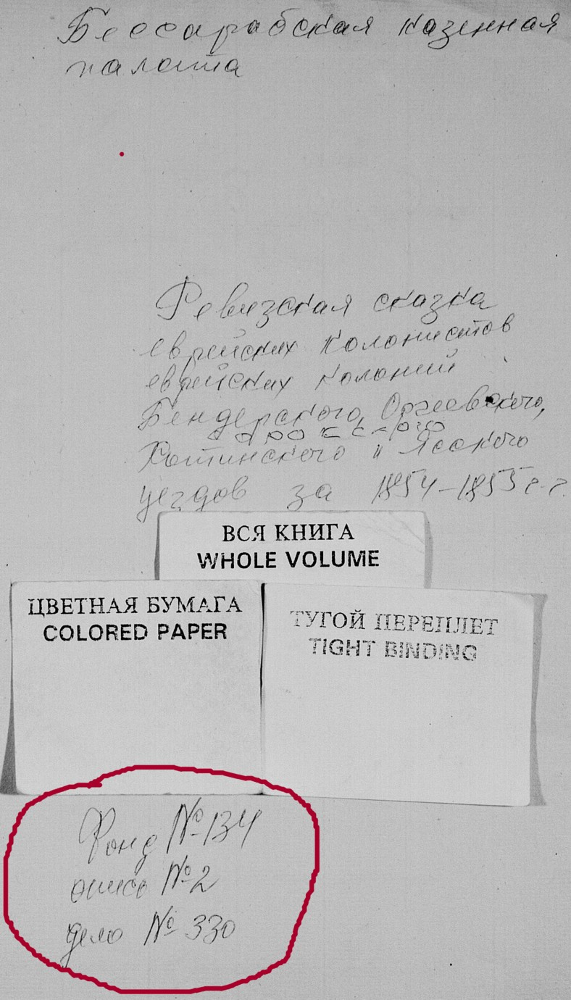 Бессарабская казенная
палата
Ревизская сказка
еврейских колонистов
еврейских колоний
Бендерского, Оргеевского,
Сорокского
Хотинского и Ясского
уездов за 1854-1855 г.г.
ВСЯ КНИГА
WHOLE VOLUME
ЦВЕТНАЯ БУМАГА
COLORED PAPER
ТУГОЙ ПЕРЕПЛЕТ
TIGHT BINDING
Фонд № 134
опись № 2
дело № 330